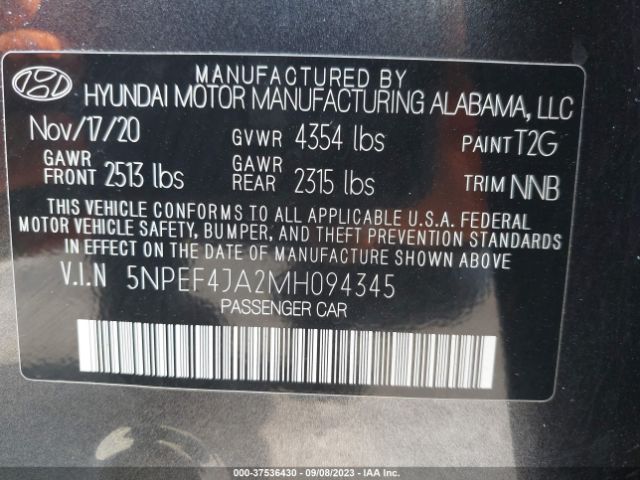 MANUFACTURED BY
HYUNDAI MOTOR MANUFACTURING ALABAMA, LLC
Nov/17/20 GVWR 4354 lbs PAINT T2G
GAWR FRONT 2513 lbs GAWR REAR 2315 lbs TRIM NNB
THIS VEHICLE CONFORMS TO ALL APPLICABLE U.S.A. FEDERAL
MOTOR VEHICLE SAFETY, BUMPER, AND THEFT PREVENTION STANDARDS
IN EFFECT ON THE DATE OF MANUFACTURE SHOWN ABOVE.
V.I.N 5NPEF4JA2MH094345
PASSENGER CAR
000-37536430 - 09/08/2023 - IAA Inc.